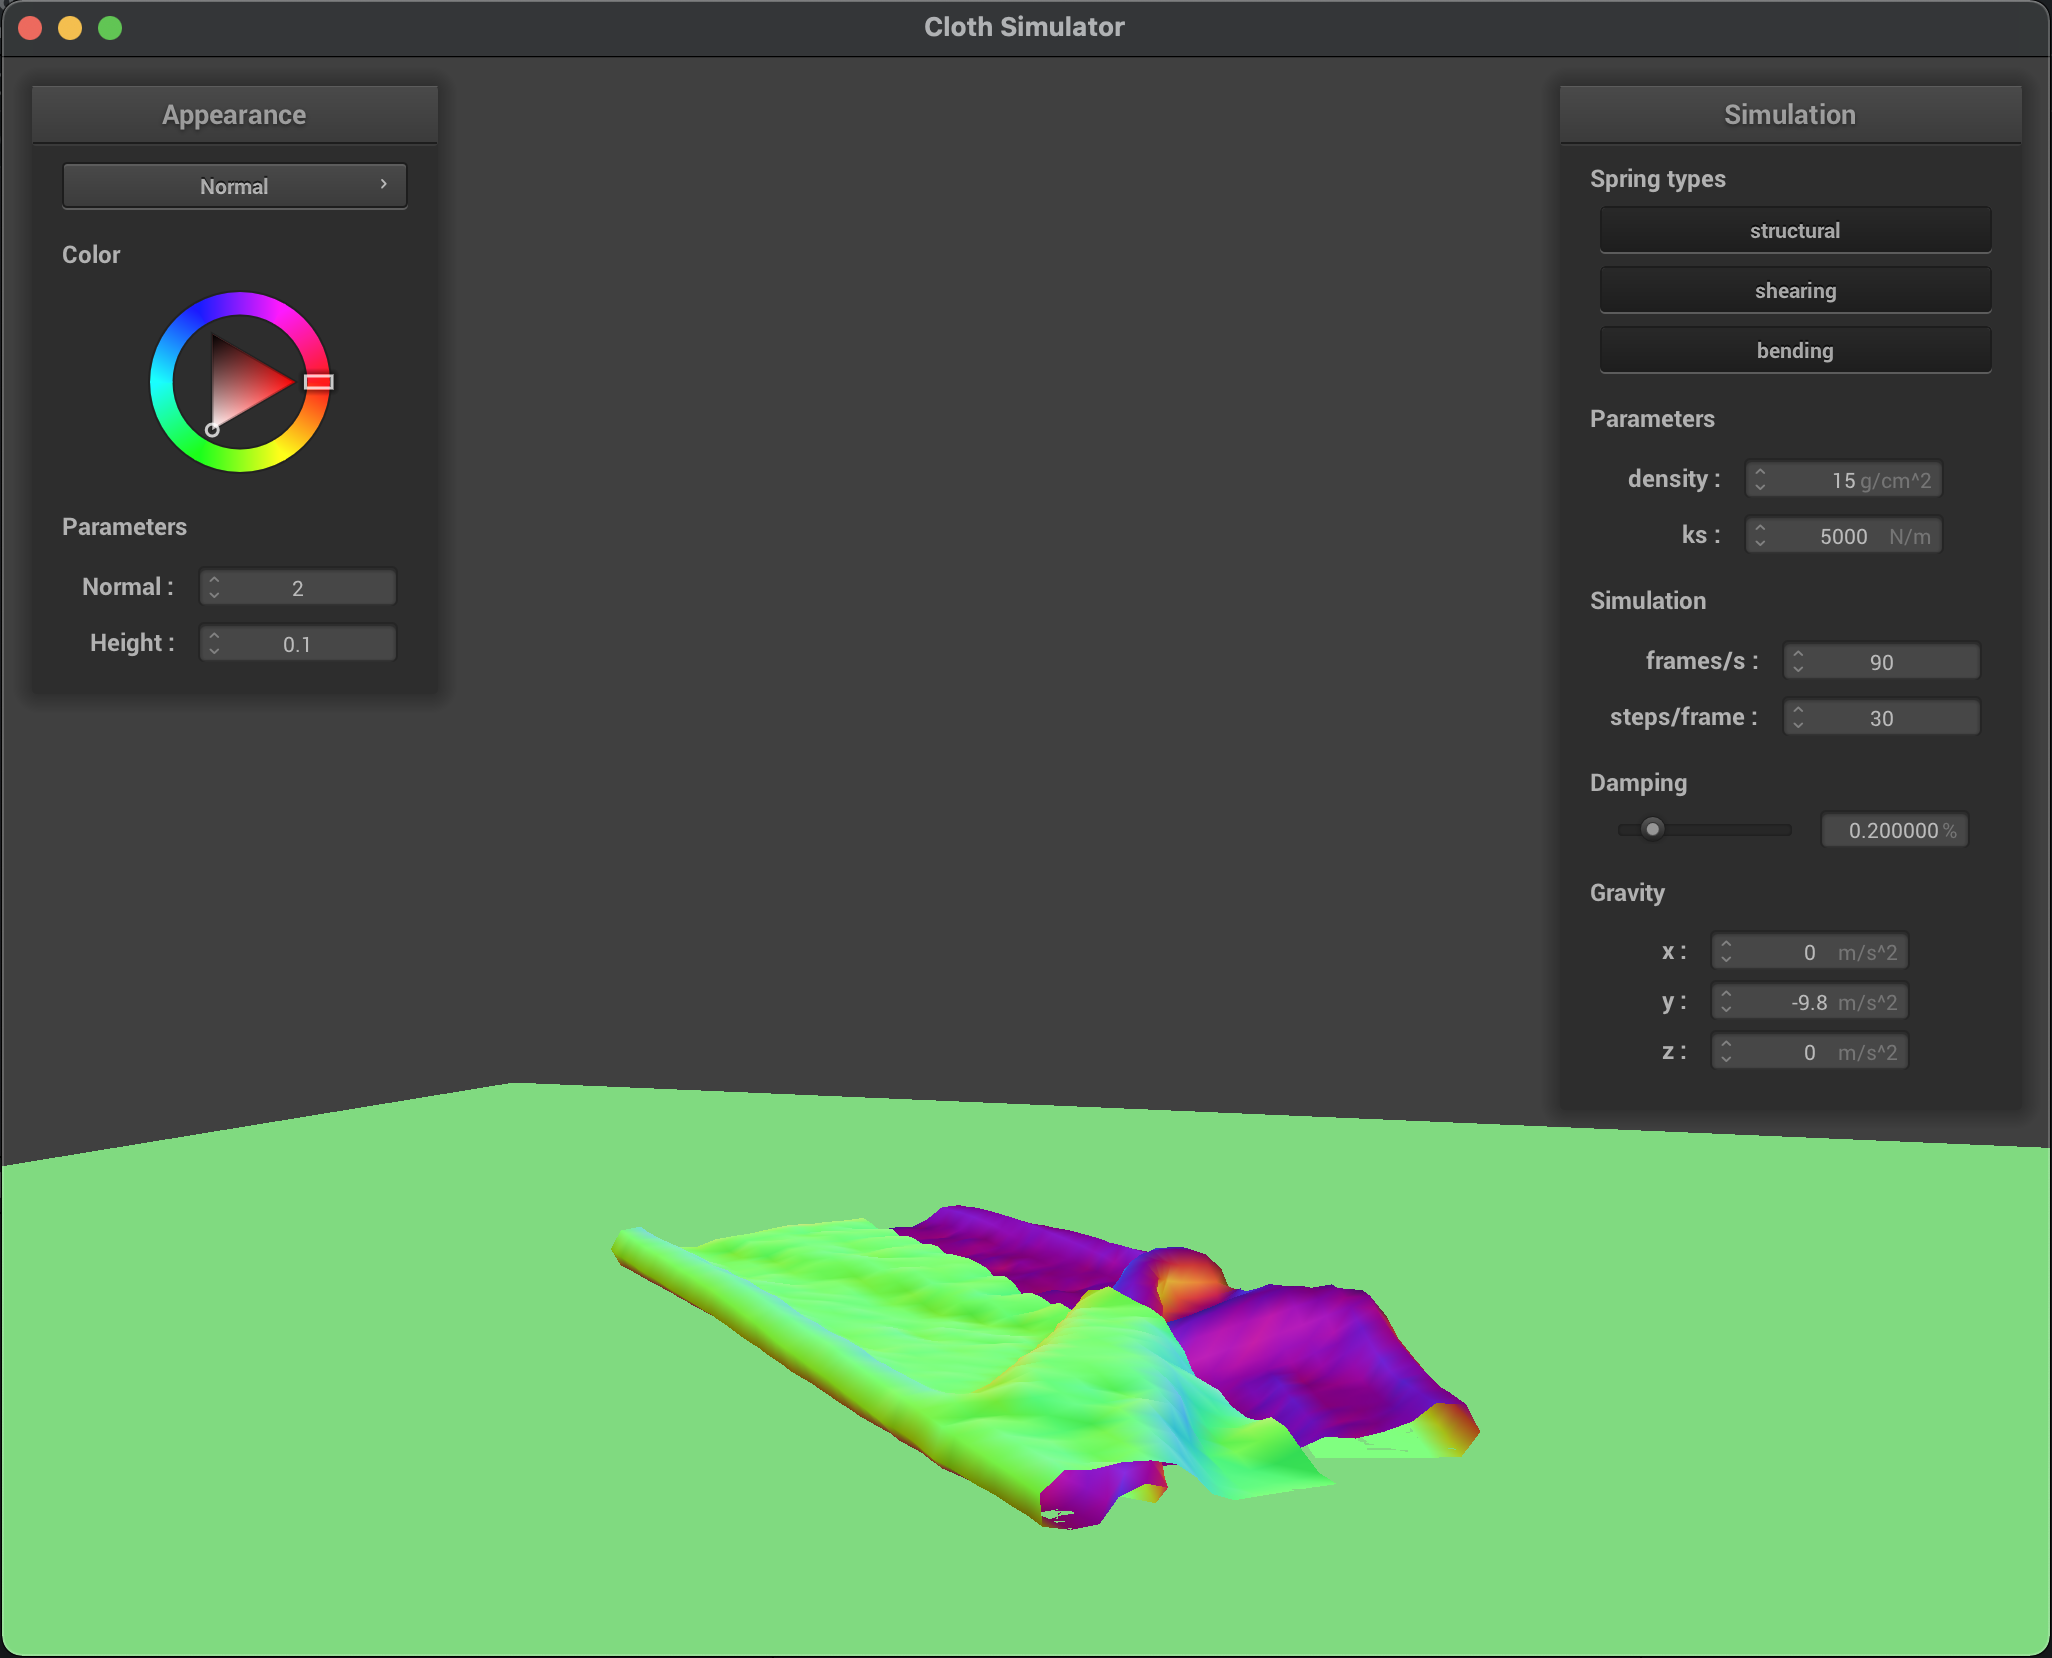 Cloth Simulator
Appearance
Normal
Color
Parameters
Normal : 2
Height : 0.1
Simulation
Spring types
structural
shearing
bending
Parameters
density : 15 g/cm^2
ks : 5000 N/m
Simulation
frames/s : 90
steps/frame : 30
Damping
0.200000 %
Gravity
x : 0 m/s^2
y : -9.8 m/s^2
z : 0 m/s^2